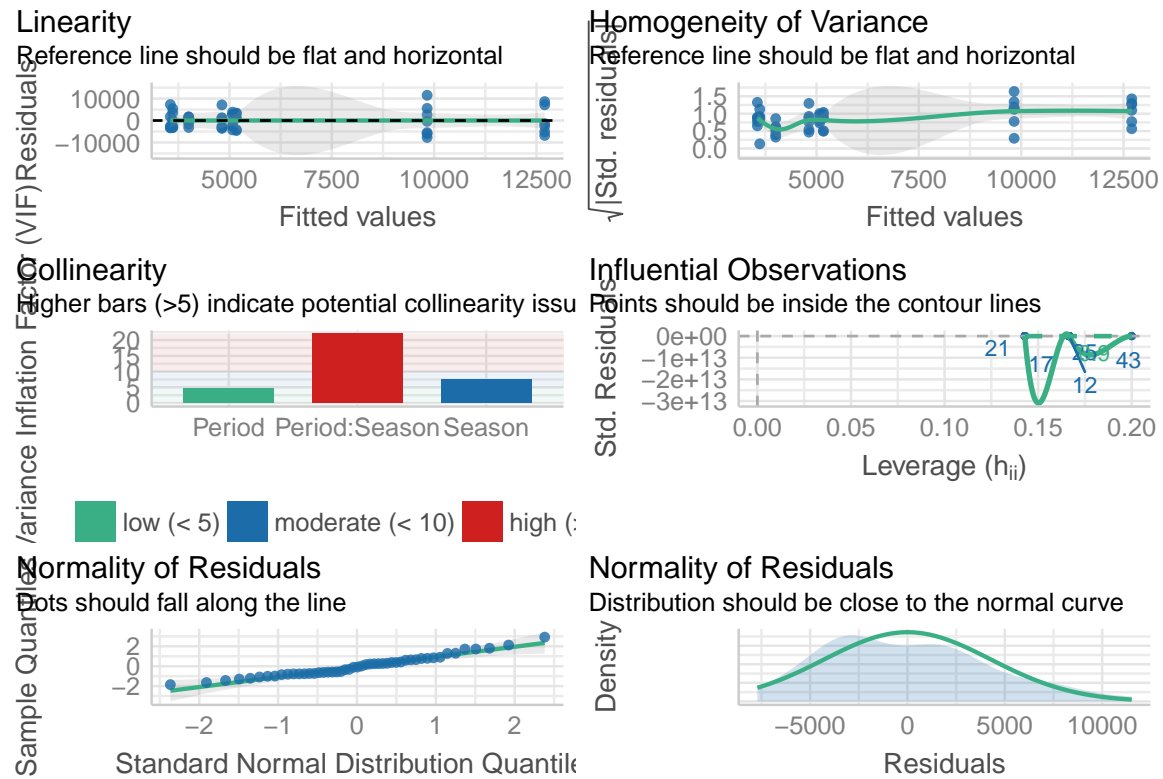 Linearity
Reference line should be flat and horizontal
Residuals
10000
0
−10000
5000 7500 10000 12500
Fitted values
Homogeneity of Variance
Reference line should be flat and horizontal
√|Std. residuals|
1.5
1.0
0.5
0.0
5000 7500 10000 12500
Fitted values
Collinearity
Higher bars (>5) indicate potential collinearity issu
Variance Inflation Factor (VIF)
20
15
10
5
0
Period Period:Season Season
low (< 5) moderate (< 10) high (>
Influential Observations
Points should be inside the contour lines
Std. Residuals
0e+00
−1e+13
−2e+13
−3e+13
21
17
12
43
0.00 0.05 0.10 0.15 0.20
Leverage (hii)
Normality of Residuals
Dots should fall along the line
Sample Quantiles
2
0
−2
−2 −1 0 1 2
Standard Normal Distribution Quantile
Normality of Residuals
Distribution should be close to the normal curve
Density
−5000 0 5000 10000
Residuals